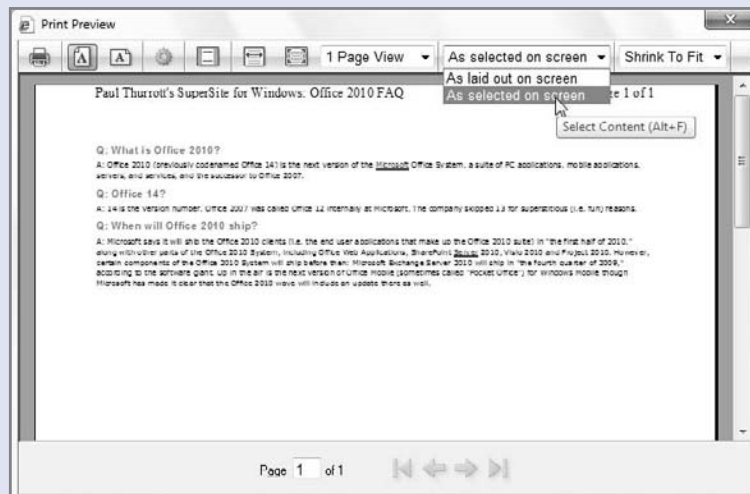 Print Preview
1 Page View
As selected on screen
Shrink To Fit
As laid out on screen
As selected on screen
Select Content (Alt+F)
Paul Thurrott's SuperSite for Windows: Office 2010 FAQ 1 of 1
Q: What is Office 2010?
A: Office 2010 (previously codenamed Office 14) is the next version of the Microsoft Office System, a suite of PC applications, mobile applications,
servers, and services, and the successor to Office 2007.
Q: Office 14?
A: 14 is the version number. Office 2007 was called Office 12 internally at Microsoft. The company skipped 13 for superstitious (i.e. fun) reasons.
Q: When will Office 2010 ship?
A: Microsoft says it will ship the Office 2010 clients (i.e. the end user applications that make up the Office 2010 suite) in "the first half of 2010,"
along with other parts of the Office 2010 System, including Office Web Applications, SharePoint Server 2010, Visio 2010 and Project 2010. However,
certain components of the Office 2010 System will ship before then: Microsoft Exchange Server 2010 will ship in "the fourth quarter of 2009,"
according to the software giant. Up in the air is the next version of Office Mobile (sometimes called "Pocket Office") for Windows Mobile though
Microsoft has made it clear that the Office 2010 wave will include an update there as well.
Page 1 of 1